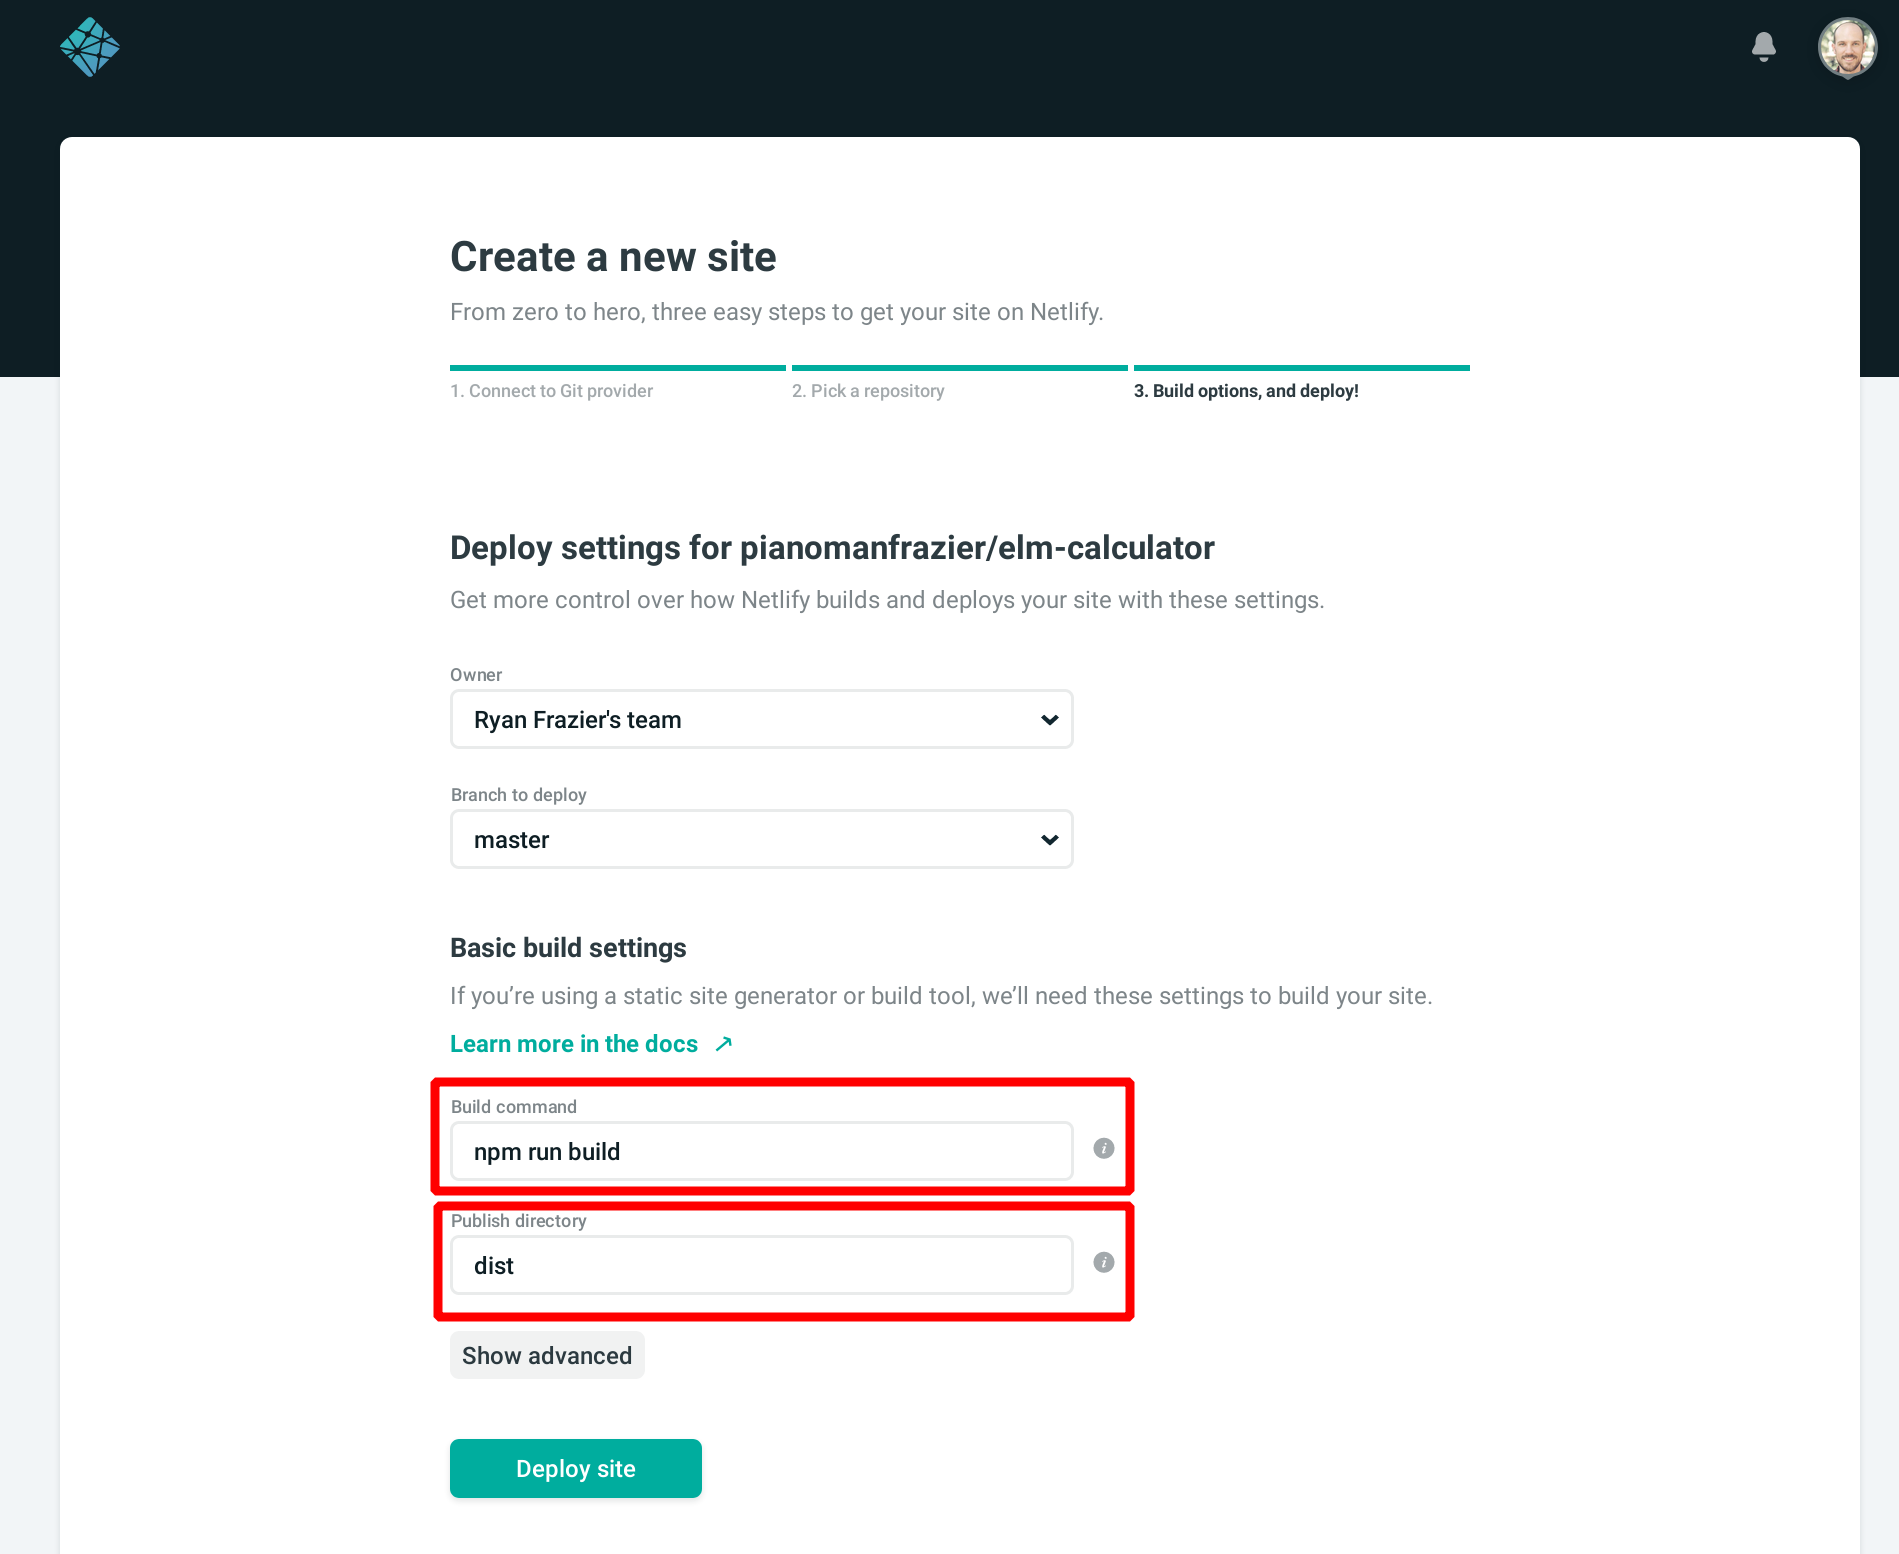 Create a new site
From zero to hero, three easy steps to get your site on Netlify.
1. Connect to Git provider
2. Pick a repository
3. Build options, and deploy!
Deploy settings for pianomanfrazier/elm-calculator
Get more control over how Netlify builds and deploys your site with these settings.
Owner
Ryan Frazier's team
Branch to deploy
master
Basic build settings
If you’re using a static site generator or build tool, we’ll need these settings to build your site.
Learn more in the docs ↗
Build command
npm run build
i
Publish directory
dist
i
Show advanced
Deploy site